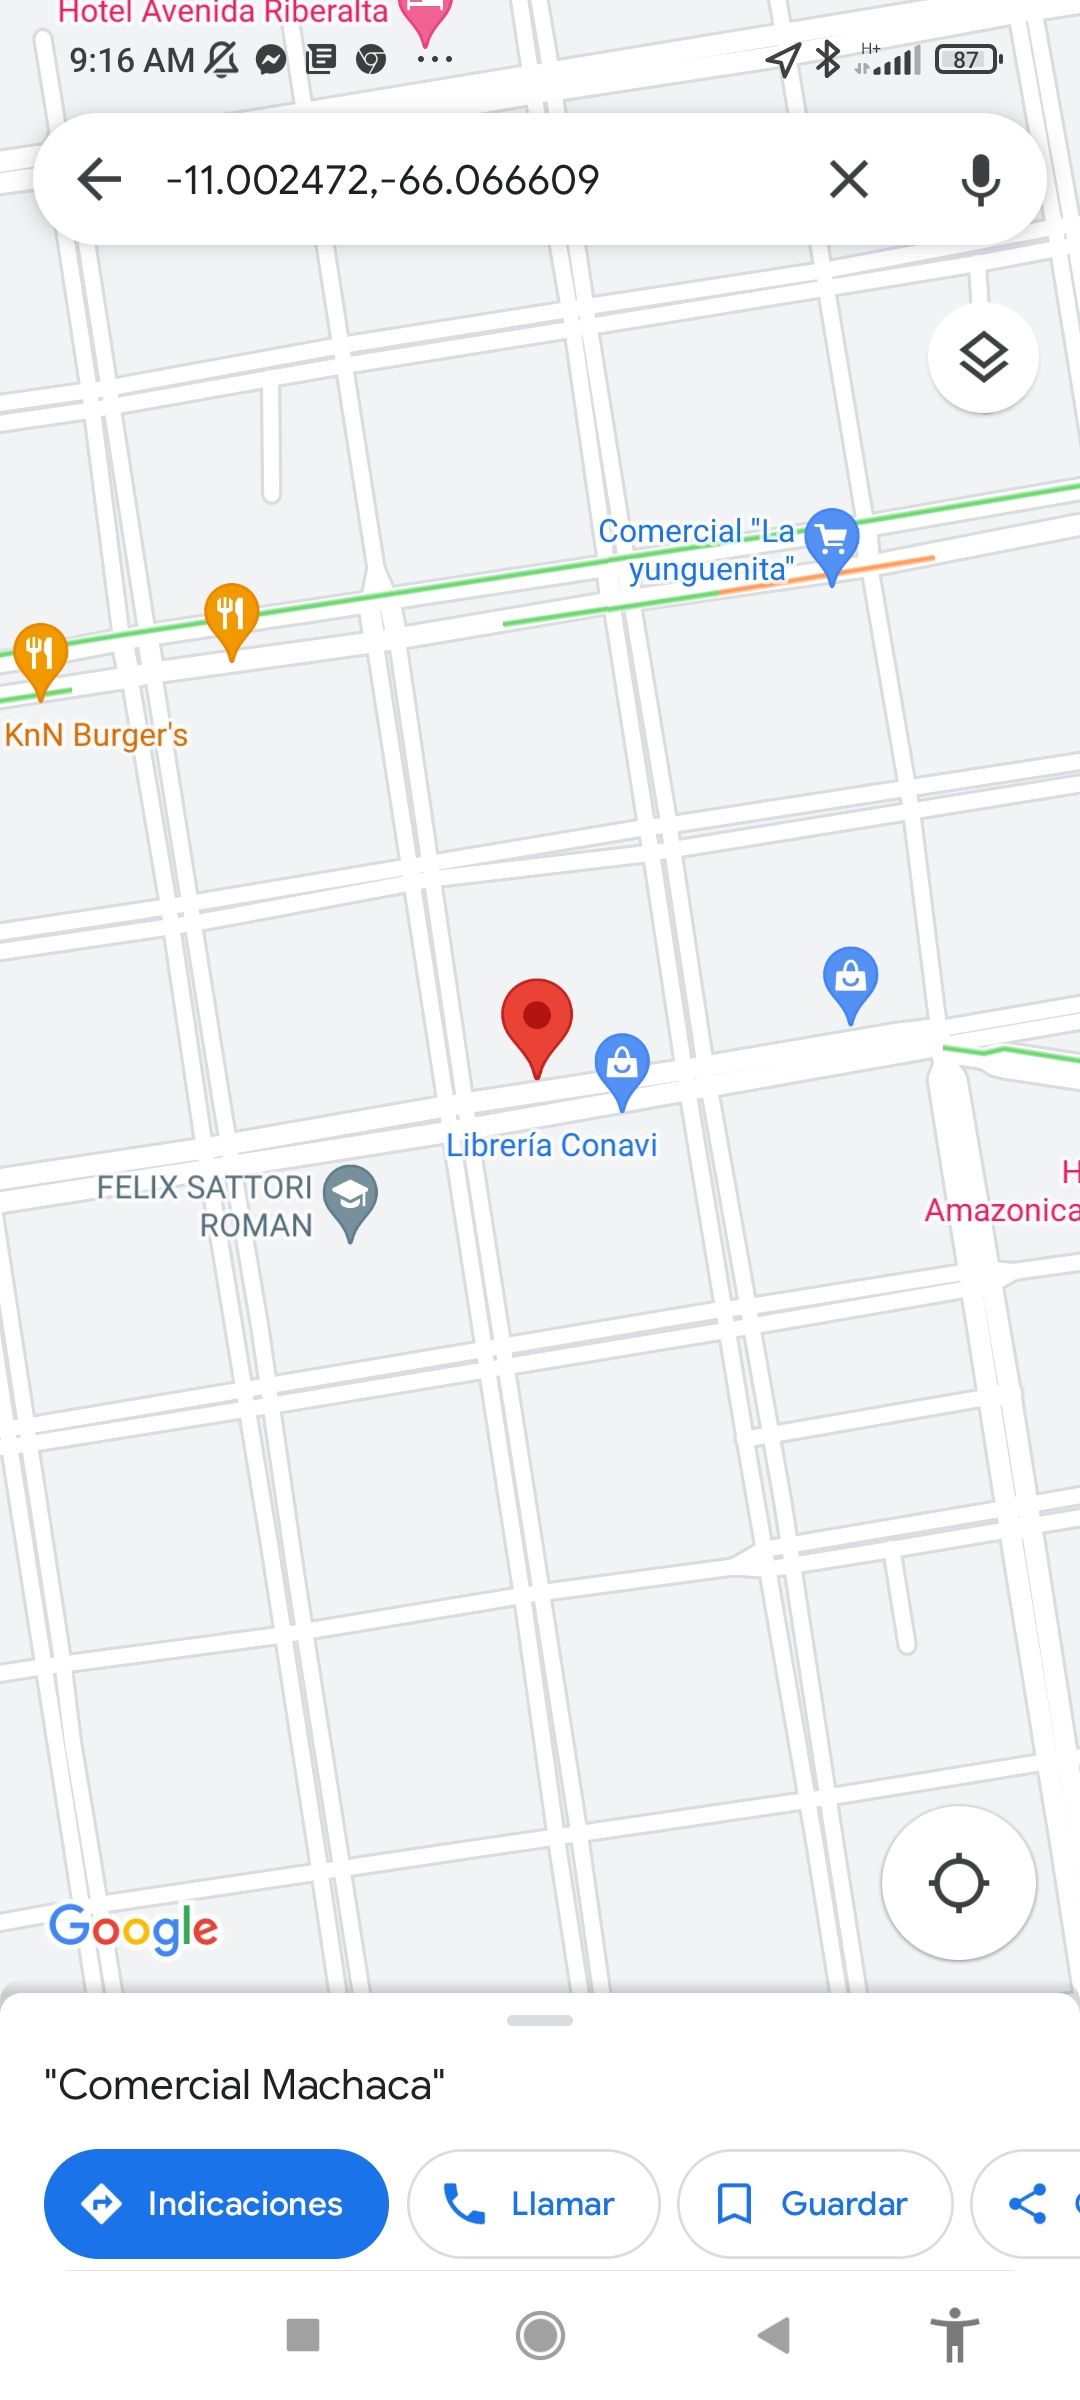 Hotel Avenida Riberalta
9:16 AM
H+
87
-11.002472,-66.066609
Comercial "La
yunguenita"
KnN Burger's
Librería Conavi
FELIX SATTORI
ROMAN
H
Amazonica
Google
"Comercial Machaca"
Indicaciones
Llamar
Guardar